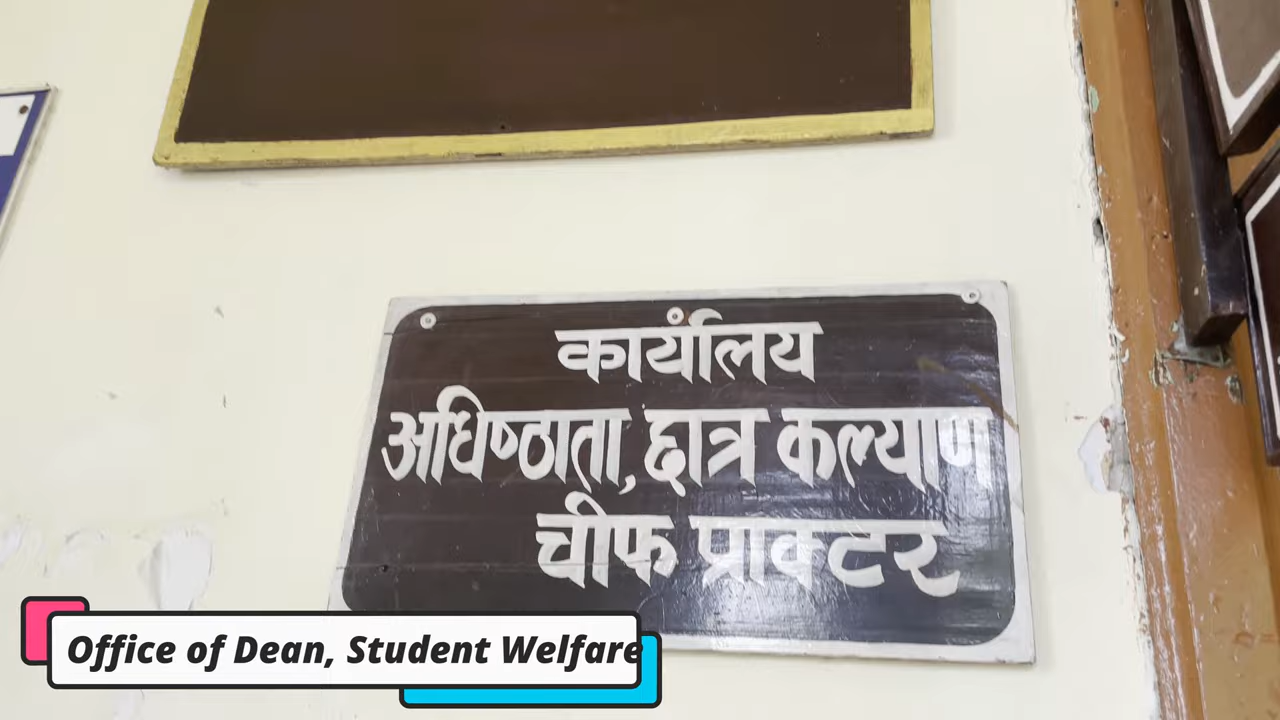 कार्यालय
अधिष्ठाता, छात्र कल्याण
चीफ प्राक्टर
Office of Dean, Student Welfare